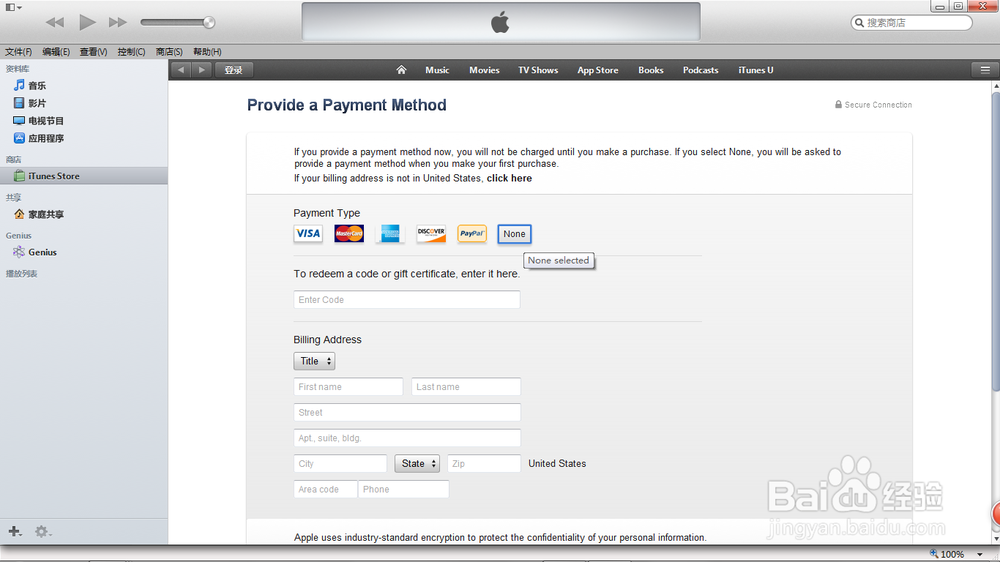 搜索商店
文件(F) 编辑(E) 查看(V) 控制(C) 商店(S) 帮助(H)
资料库
音乐
影片
电视节目
应用程序
商店
iTunes Store
共享
家庭共享
Genius
Genius
播放列表
登录
Music Movies TV Shows App Store Books Podcasts iTunes U
Provide a Payment Method
Secure Connection
If you provide a payment method now, you will not be charged until you make a purchase. If you select None, you will be asked to
provide a payment method when you make your first purchase.
If your billing address is not in United States, click here
Payment Type
VISA MasterCard DISCOVER PayPal None
None selected
To redeem a code or gift certificate, enter it here.
Enter Code
Billing Address
Title
First name Last name
Street
Apt., suite, bldg.
City State Zip United States
Area code Phone
Apple uses industry-standard encryption to protect the confidentiality of your personal information.
Baidu 经验
jingyan.baidu.com
100%